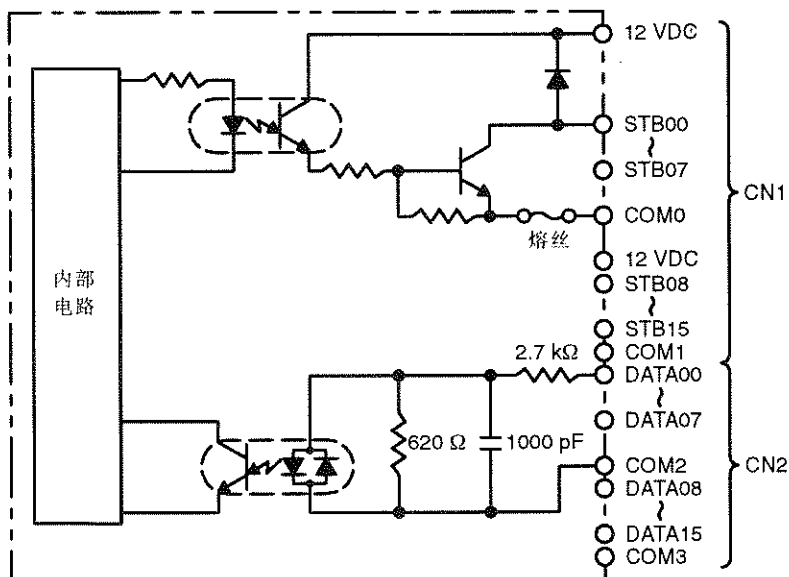 12 VDC
STB00
STB07
CN1
COM0
熔丝
12 VDC
内部
电路
STB08
STB15
2.7 kΩ
COM1
DATA00
DATA07
620 Ω
1000 pF
COM2
CN2
DATA08
DATA15
COM3